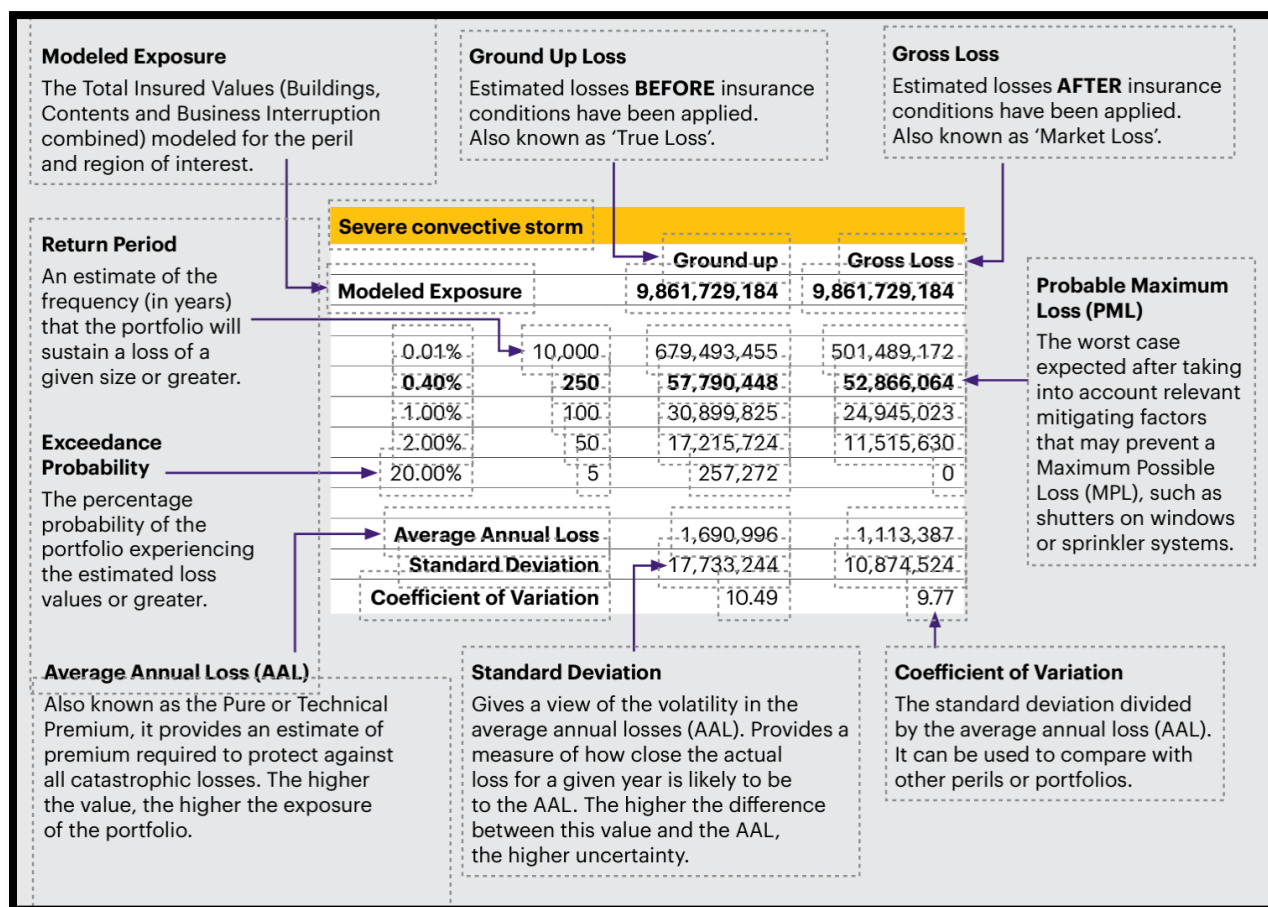 Modeled Exposure
The Total Insured Values (Buildings,
Contents and Business Interruption
combined) modeled for the peril
and region of interest.
Ground Up Loss
Estimated losses BEFORE insurance
conditions have been applied.
Also known as ‘True Loss’.
Gross Loss
Estimated losses AFTER insurance
conditions have been applied.
Also known as ‘Market Loss’.
Return Period
An estimate of the
frequency (in years)
that the portfolio will
sustain a loss of a
given size or greater.
Exceedance
Probability
The percentage
probability of the
portfolio experiencing
the estimated loss
values or greater.
Severe convective storm
Ground up Gross Loss
Modeled Exposure 9,861,729,184 9,861,729,184
0.01% 10,000 679,493,455 501,489,172
0.40% 250 57,790,448 52,866,064
1.00% 100 30,899,825 24,945,023
2.00% 50 17,215,724 11,515,630
20.00% 5 257,272 0
Average Annual Loss 1,690,996 1,113,387
Standard Deviation 17,733,244 10,874,524
Coefficient of Variation 10.49 9.77
Probable Maximum
Loss (PML)
The worst case
expected after taking
into account relevant
mitigating factors
that may prevent a
Maximum Possible
Loss (MPL), such as
shutters on windows
or sprinkler systems.
Average Annual Loss (AAL)
Also known as the Pure or Technical
Premium, it provides an estimate of
premium required to protect against
all catastrophic losses. The higher
the value, the higher the exposure
of the portfolio.
Standard Deviation
Gives a view of the volatility in the
average annual losses (AAL). Provides a
measure of how close the actual
loss for a given year is likely to be
to the AAL. The higher the difference
between this value and the AAL,
the higher uncertainty.
Coefficient of Variation
The standard deviation divided
by the average annual loss (AAL).
It can be used to compare with
other perils or portfolios.